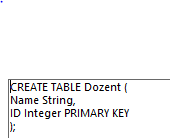 CREATE TABLE Dozent (
Name String,
ID Integer PRIMARY KEY
);